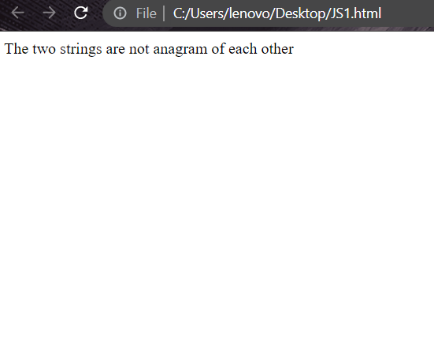 File | C:/Users/lenovo/Desktop/JS1.html
The two strings are not anagram of each other